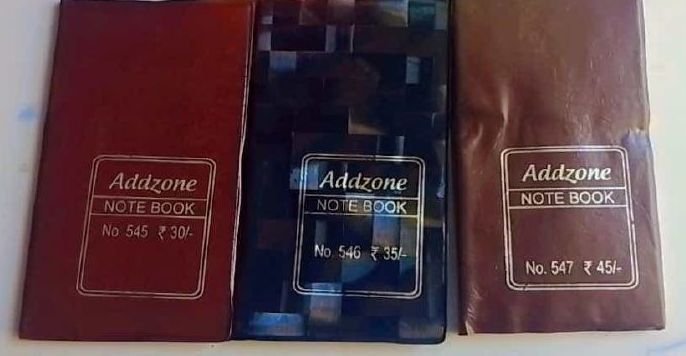 Addzone
NOTE BOOK
No 545 ₹ 30/-
Addzone
NOTE BOOK
No. 546 ₹ 35/-
Addzone
NOTE BOOK
No. 547 ₹ 45/-